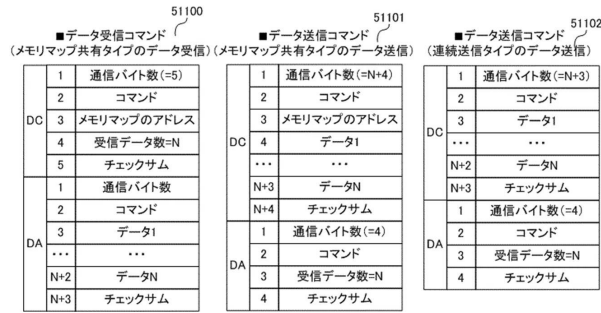 51100
■データ受信コマンド
(メモリマップ共有タイプのデータ受信)
DC
1 通信バイト数(=5)
2 コマンド
3 メモリマップのアドレス
4 受信データ数=N
5 チェックサム
DA
1 通信バイト数
2 コマンド
3 データ1
… …
N+2 データN
N+3 チェックサム
51101
■データ送信コマンド
(メモリマップ共有タイプのデータ送信)
DC
1 通信バイト数(=N+4)
2 コマンド
3 メモリマップのアドレス
4 データ1
… …
N+3 データN
N+4 チェックサム
DA
1 通信バイト数(=4)
2 コマンド
3 受信データ数=N
4 チェックサム
51102
■データ送信コマンド
(連続送信タイプのデータ送信)
DC
1 通信バイト数(=N+3)
2 コマンド
3 データ1
… …
N+2 データN
N+3 チェックサム
DA
1 通信バイト数(=4)
2 コマンド
3 受信データ数=N
4 チェックサム